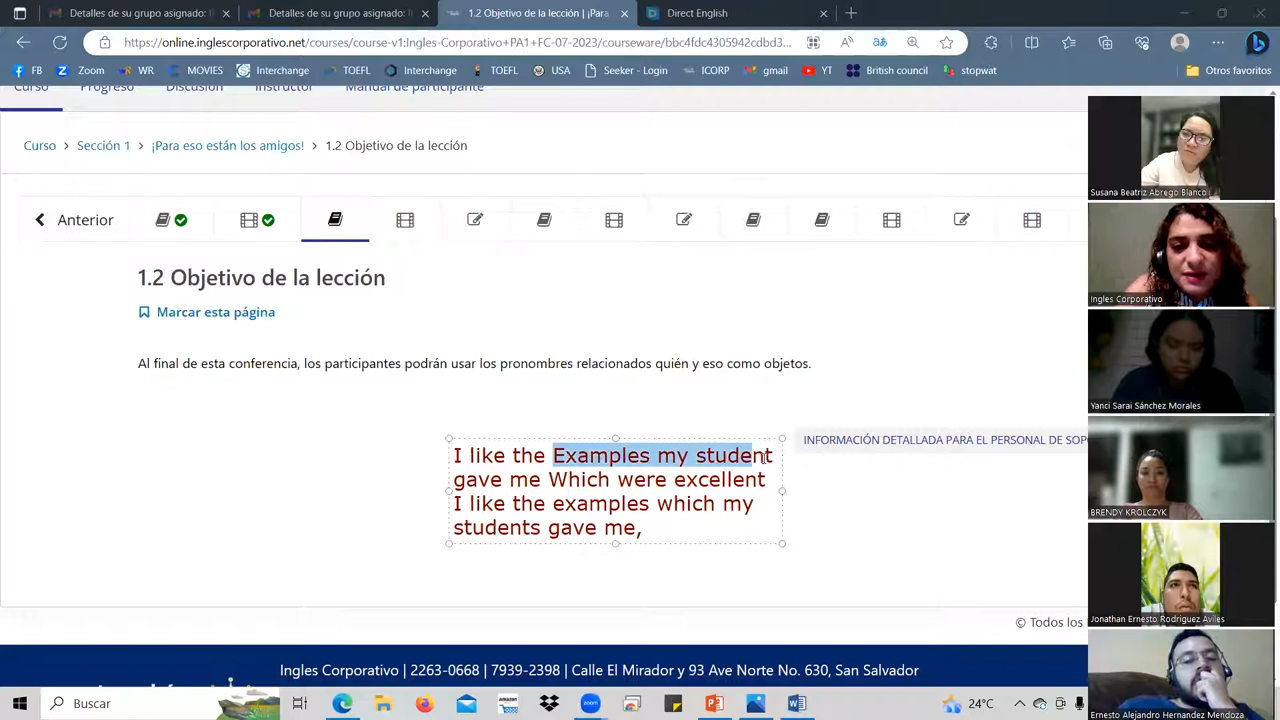 Detalles de su grupo asignado: I
Detalles de su grupo asignado: I
1.2 Objetivo de la lección | ¡Para
Direct English
https://online.inglescorporativo.net/courses/course-v1:Ingles-Corporativo+PA1+FC-07-2023/courseware/bbc4fdc4305942cdbd3...
FB
Zoom
WR
MOVIES
Interchange
TOEFL
Interchange
TOEFL
USA
Seeker - Login
ICORP
gmail
YT
British council
stopwat
Otros favoritos
Curso
Progreso
Discusión
Instructor
Manual de participante
Curso > Sección 1 > ¡Para eso están los amigos! > 1.2 Objetivo de la lección
Anterior
1.2 Objetivo de la lección
Marcar esta página
Al final de esta conferencia, los participantes podrán usar los pronombres relacionados quién y eso como objetos.
INFORMACIÓN DETALLADA PARA EL PERSONAL DE SOP
I like the Examples my student
gave me Which were excellent
I like the examples which my
students gave me,
© Todos los
Ingles Corporativo | 2263-0668 | 7939-2398 | Calle El Mirador y 93 Ave Norte No. 630, San Salvador
Susana Beatriz Abrego Blanco
Ingles Corporativo
Yanci Sarai Sánchez Morales
BRENDY KROLCZYK
Jonathan Ernesto Rodriguez Aviles
Ernesto Alejandro Hernandez Mendoza
Buscar
amazon
zoom
24°C